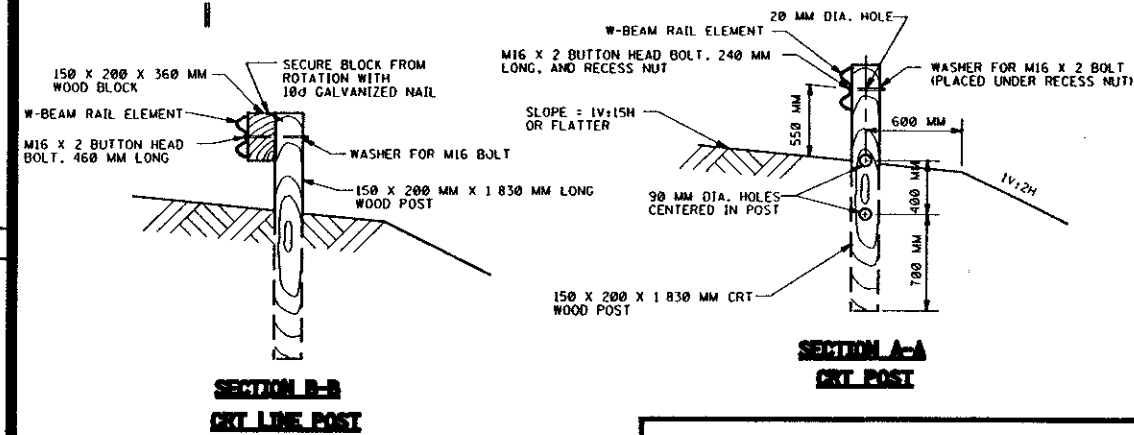 SECURE BLOCK FROM
ROTATION WITH
10d GALVANIZED NAIL
150 X 200 X 360 MM
WOOD BLOCK
W-BEAM RAIL ELEMENT
M16 X 2 BUTTON HEAD
BOLT, 460 MM LONG
WASHER FOR M16 BOLT
150 X 200 MM X 1 830 MM LONG
WOOD POST
SECTION B-B
CRT LINE POST
20 MM DIA. HOLE
W-BEAM RAIL ELEMENT
M16 X 2 BUTTON HEAD BOLT, 240 MM
LONG, AND RECESS NUT
WASHER FOR M16 X 2 BOLT
(PLACED UNDER RECESS NUT)
SLOPE = 1V:15H
OR FLATTER
550 MM
600 MM
1V:2H
90 MM DIA. HOLES
CENTERED IN POST
400 MM
700 MM
150 X 200 X 1 830 MM CRT
WOOD POST
SECTION A-A
CRT POST